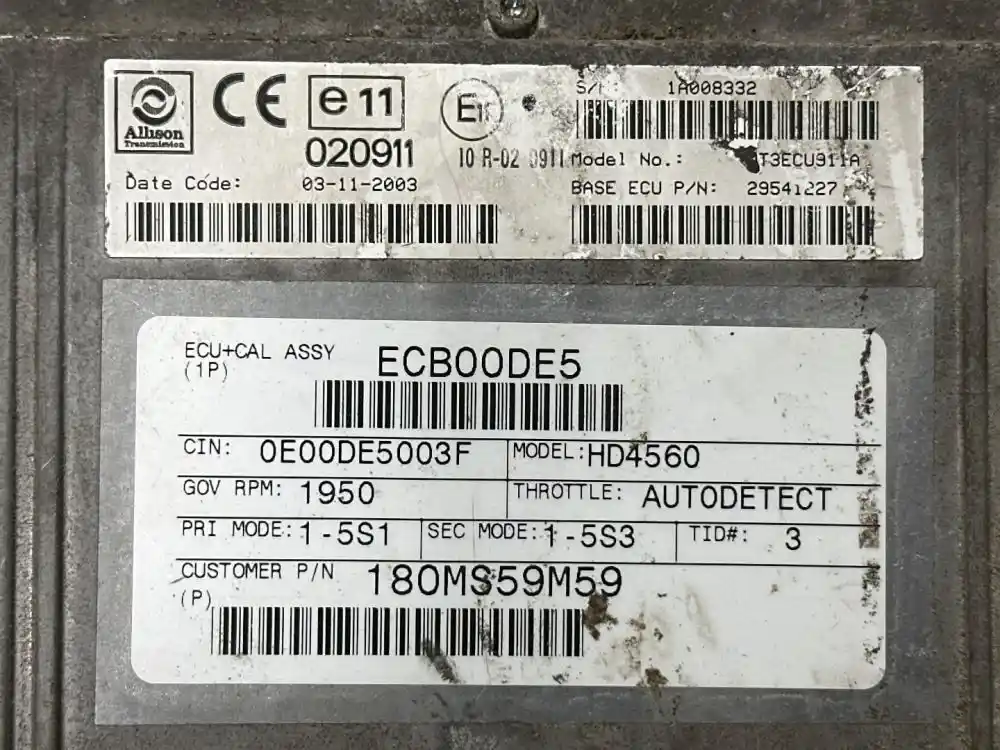 Allison
Transmission
CE
e11
020911
E1
10 R-02 0911
Date Code: 03-11-2003
1A008332
Model No.: T3ECU911A
BASE ECU P/N: 29541227
ECU+CAL ASSY ECB00DE5
(1P)
CIN: 0E00DE5003F
MODEL: HD4560
GOV RPM: 1950
THROTTLE: AUTODETECT
PRI MODE: 1-5S1
SEC MODE: 1-5S3
TID#: 3
CUSTOMER P/N 180MS59M59
(P)